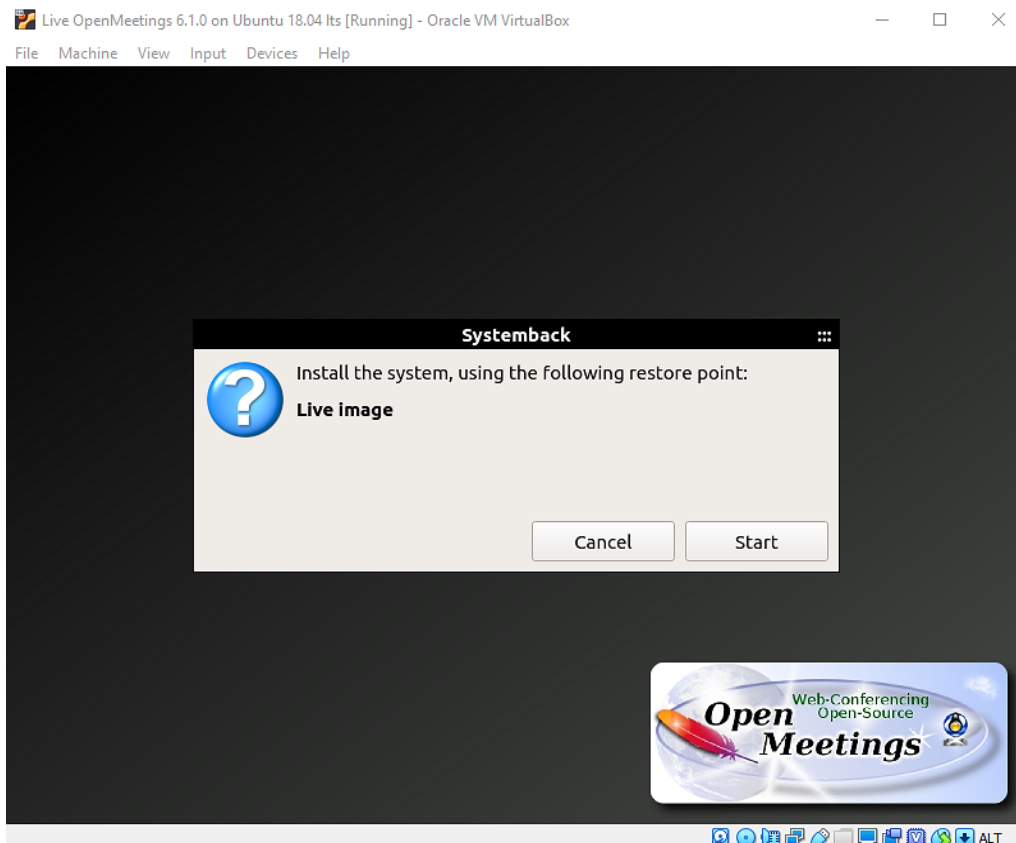 Live OpenMeetings 6.1.0 on Ubuntu 18.04 lts [Running] - Oracle VM VirtualBox
File Machine View Input Devices Help
Systemback
Install the system, using the following restore point:
Live image
Cancel Start
Web-Conferencing
Open-Source
Open
Meetings
ALT